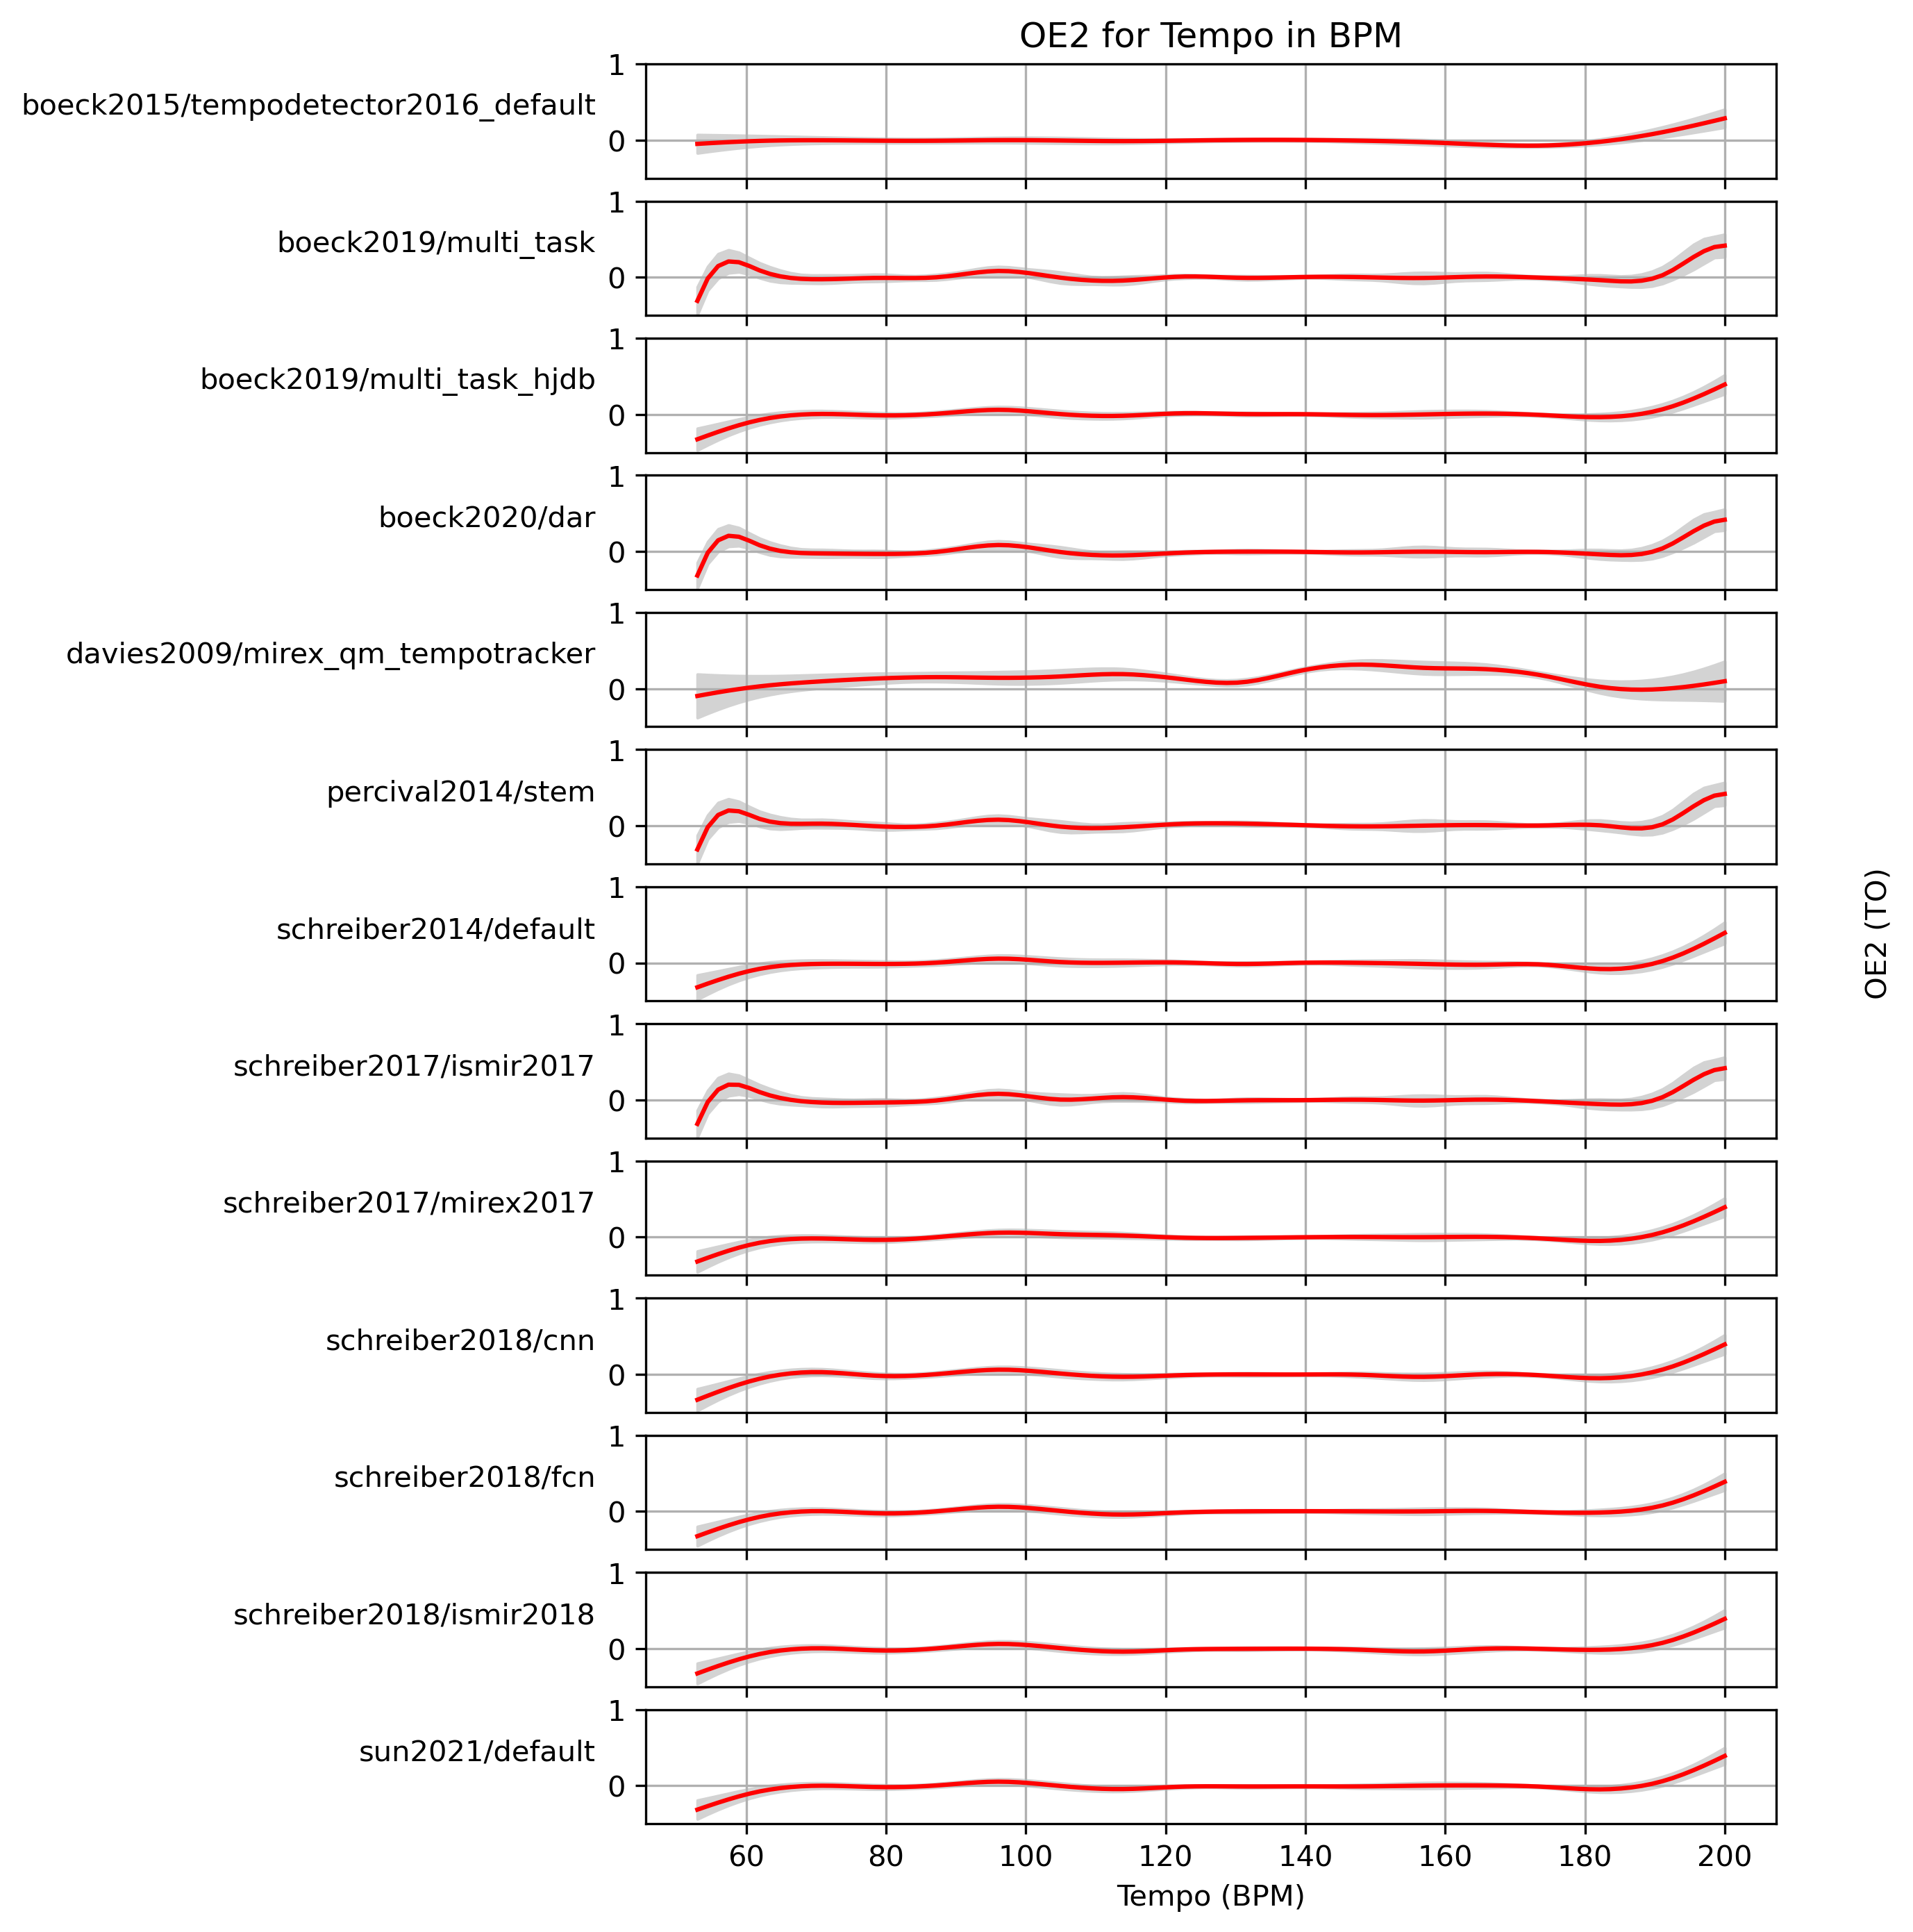 OE2 for Tempo in BPM
boeck2015/tempodetector2016_default
1
0
boeck2019/multi_task
1
0
boeck2019/multi_task_hjdb
1
0
boeck2020/dar
1
0
davies2009/mirex_qm_tempotracker
1
0
percival2014/stem
1
0
schreiber2014/default
1
0
schreiber2017/ismir2017
1
0
schreiber2017/mirex2017
1
0
schreiber2018/cnn
1
0
schreiber2018/fcn
1
0
schreiber2018/ismir2018
1
0
sun2021/default
1
0
60 80 100 120 140 160 180 200
Tempo (BPM)
OE2 (TO)